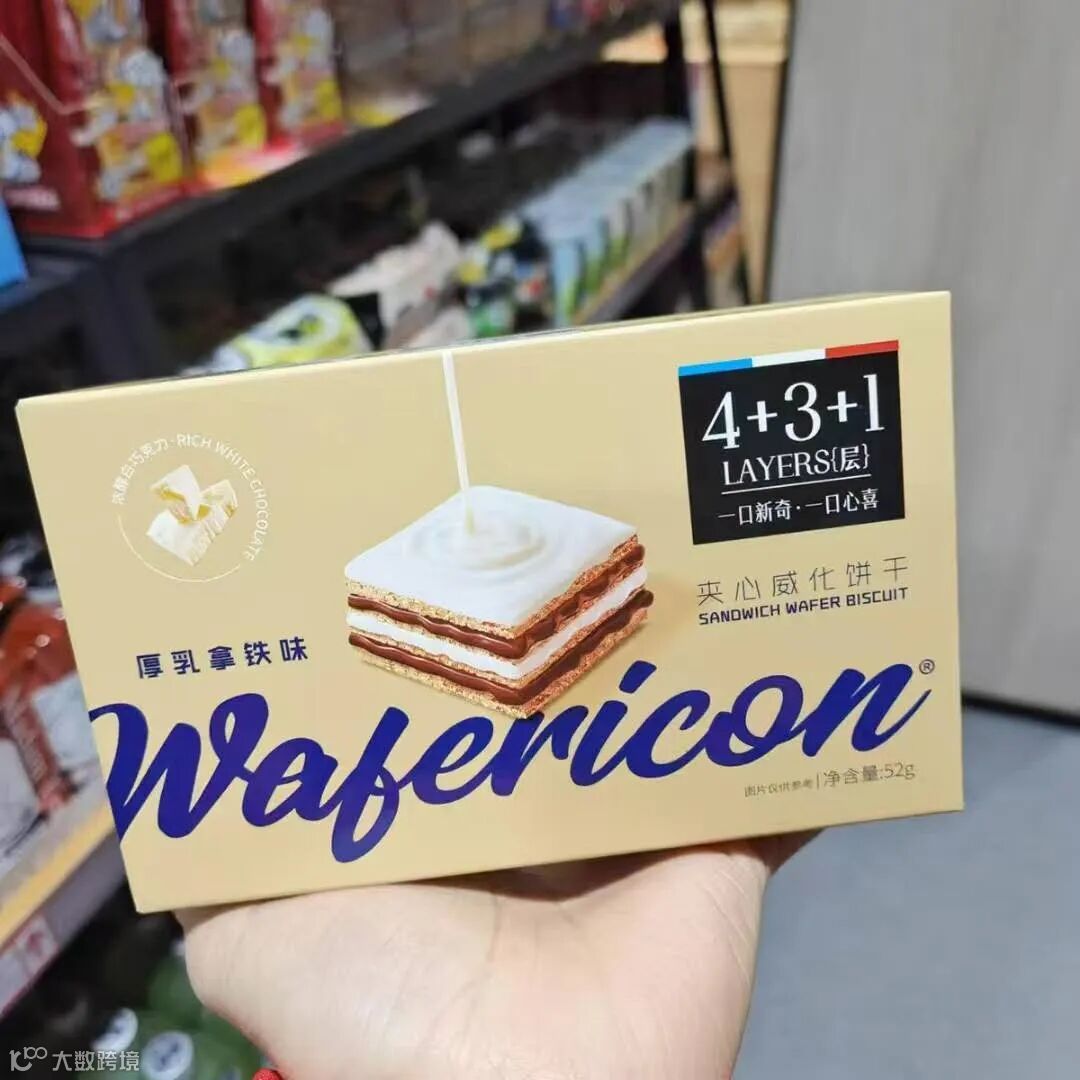 浓醇白巧克力·RICH WHITE CHOCOLATE
4+3+1
LAYERS{层}
一口新奇·一口心喜
夹心威化饼干
SANDWICH WAFER BISCUIT
厚乳拿铁味
Wafericon®
图片仅供参考|净含量:52g
大数跨境